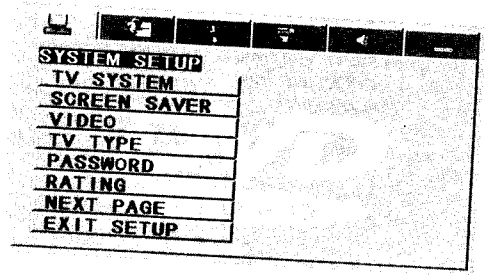 SYSTEM SETUP
TV SYSTEM
SCREEN SAVER
VIDEO
TV TYPE
PASSWORD
RATING
NEXT PAGE
EXIT SETUP